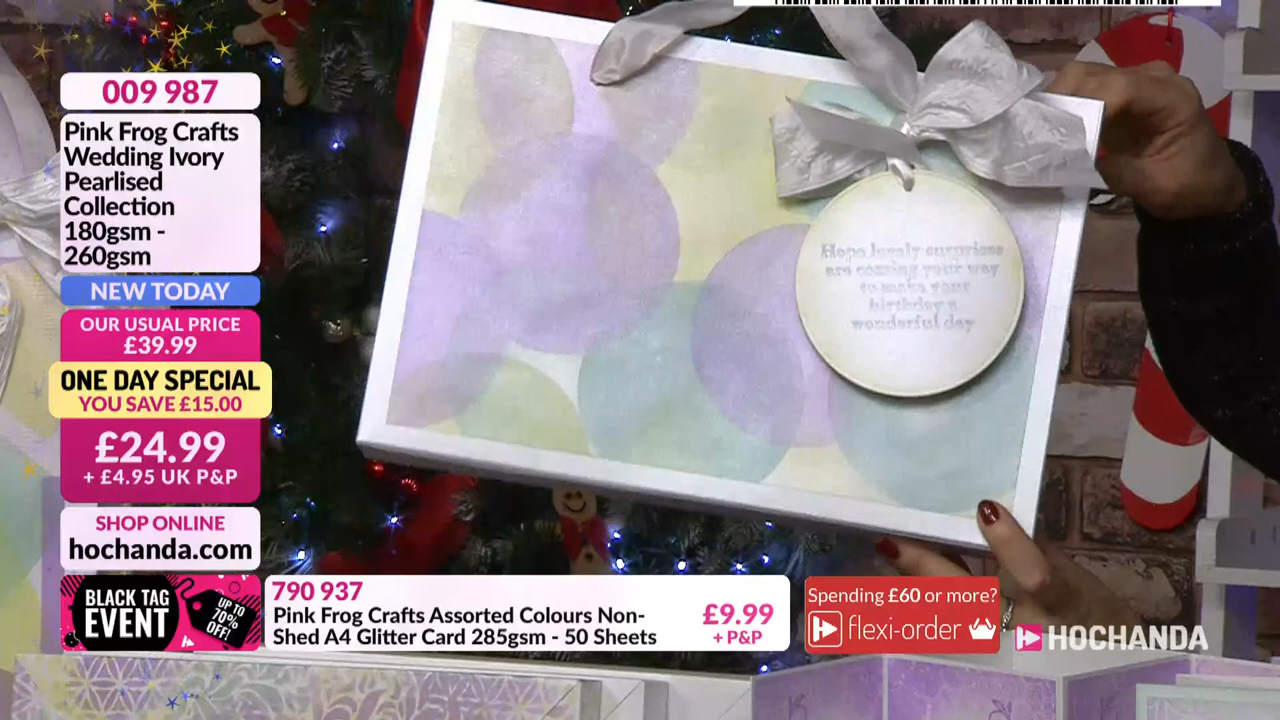 009 987
Pink Frog Crafts
Wedding Ivory
Pearlised
Collection
180gsm -
260gsm
NEW TODAY
OUR USUAL PRICE
£39.99
ONE DAY SPECIAL
YOU SAVE £15.00
£24.99
+ £4.95 UK P&P
SHOP ONLINE
hochanda.com
BLACK TAG
EVENT
UP TO
70%
OFF!
790 937
Pink Frog Crafts Assorted Colours Non-
Shed A4 Glitter Card 285gsm - 50 Sheets
£9.99
+ P&P
Spending £60 or more?
flexi-order
HOCHANDA
Hope lovely surprises
are coming your way
to make your
birthday a
wonderful day